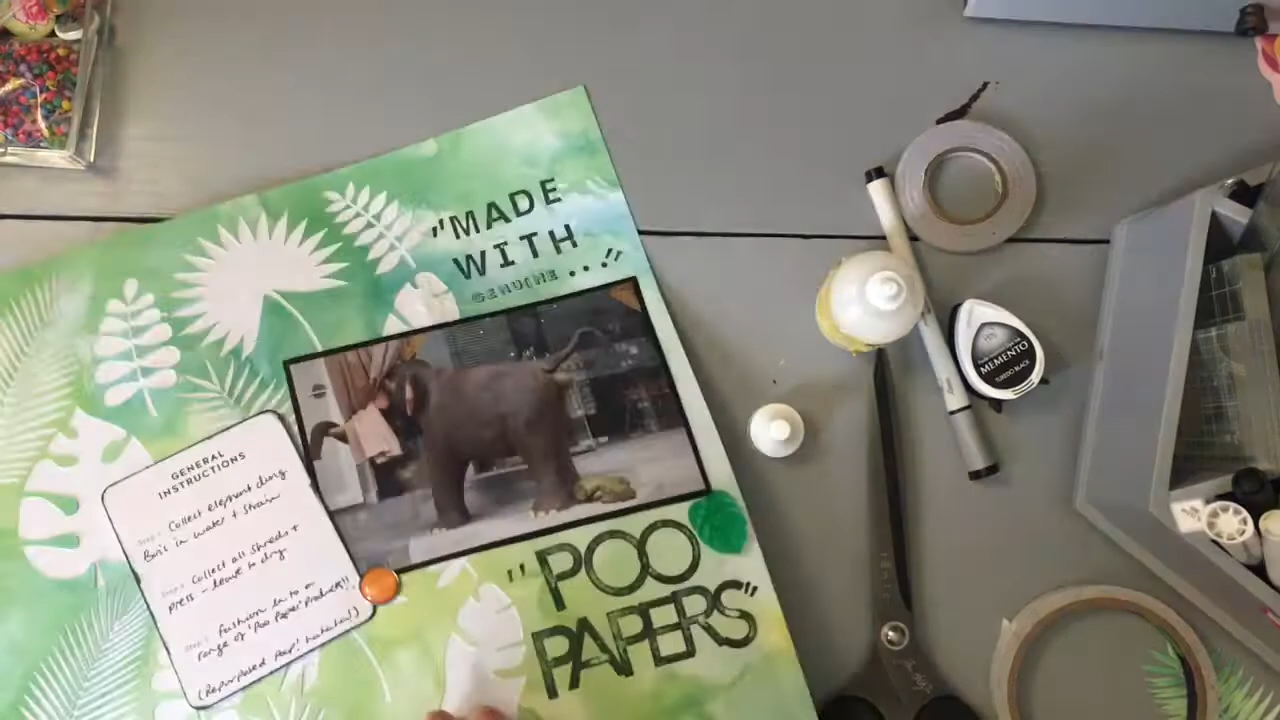 "MADE
WITH
GENUINE..."
GENERAL
INSTRUCTIONS
Step 1 Collect elephant dung
Boil in water + strain
Step 2 Collect all shreds +
press - leave to dry
Step 3 fashion in to a
range of 'Poo Paper' Products!!
(Repurposed Poop! hahahaha)
"POO
PAPERS"
MEMENTO
TUXEDO BLACK